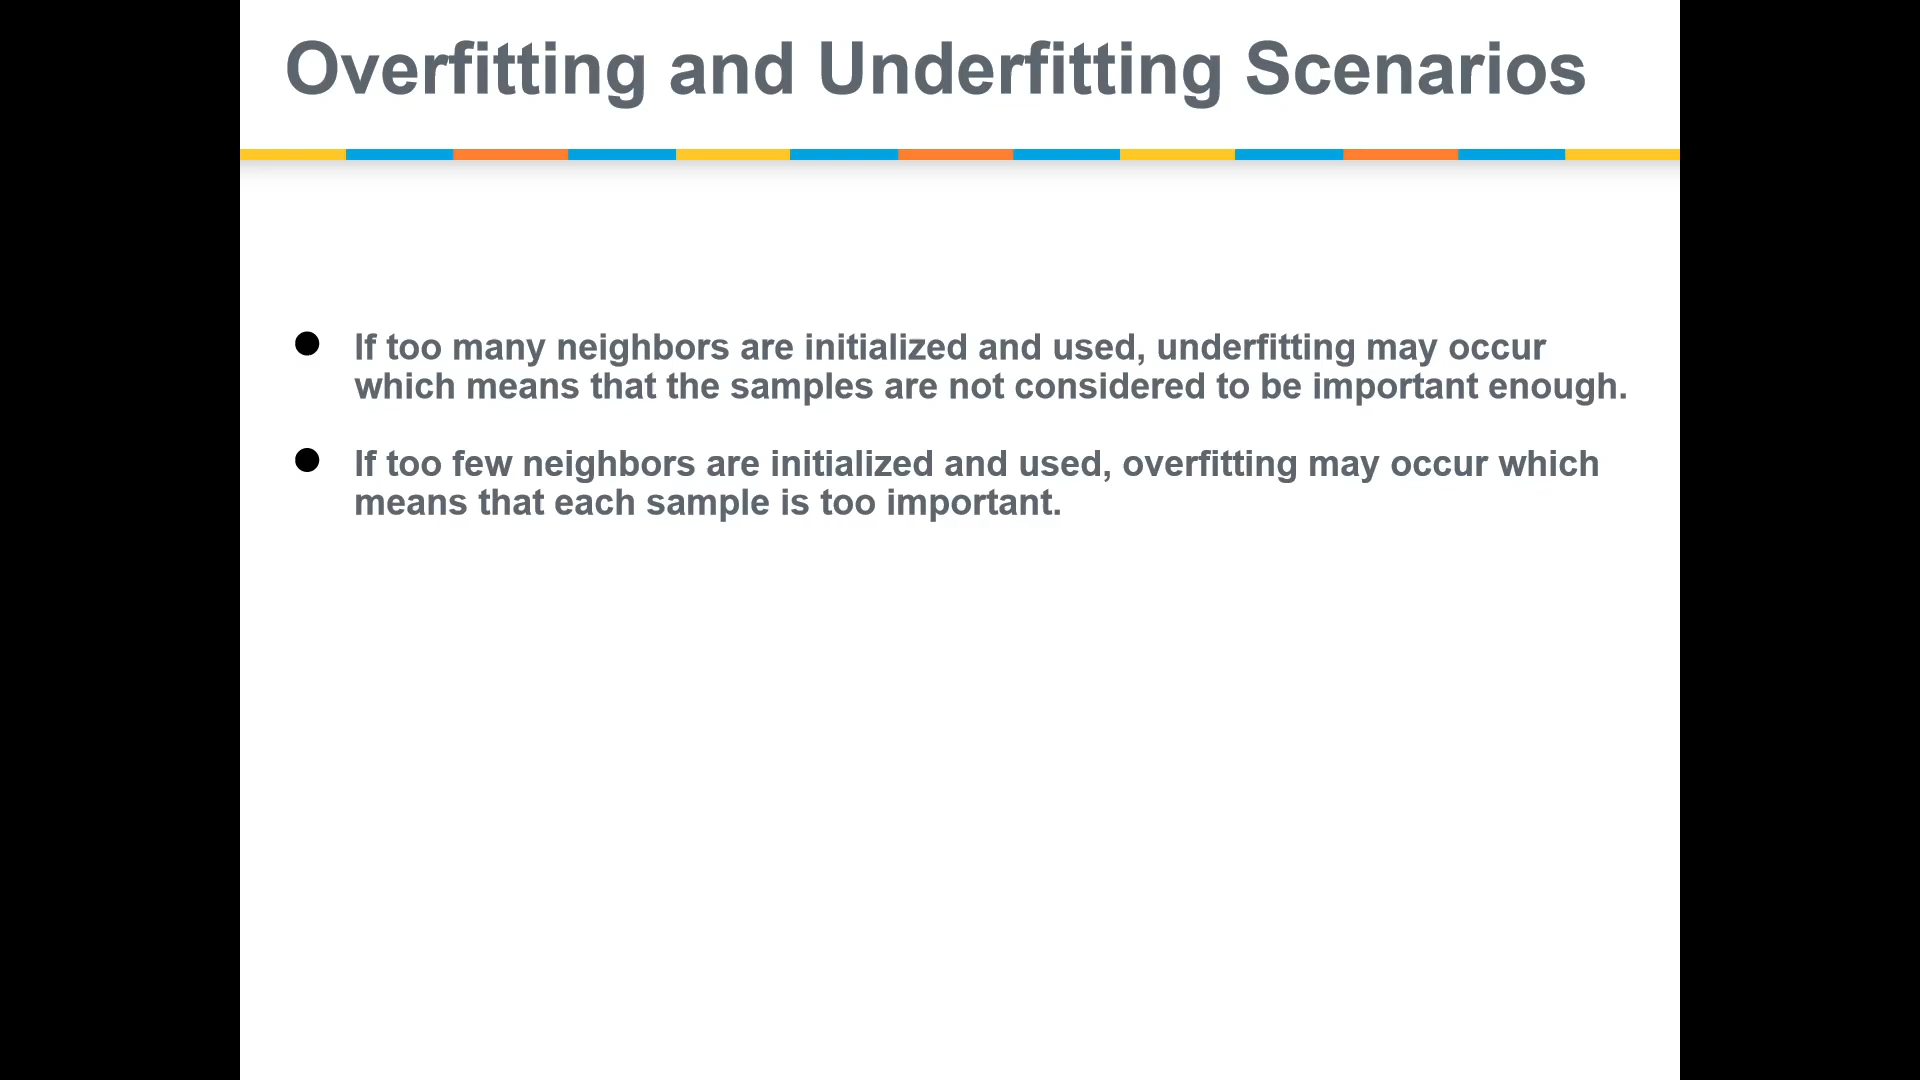 Overfitting and Underfitting Scenarios
● If too many neighbors are initialized and used, underfitting may occur
which means that the samples are not considered to be important enough.
● If too few neighbors are initialized and used, overfitting may occur which
means that each sample is too important.